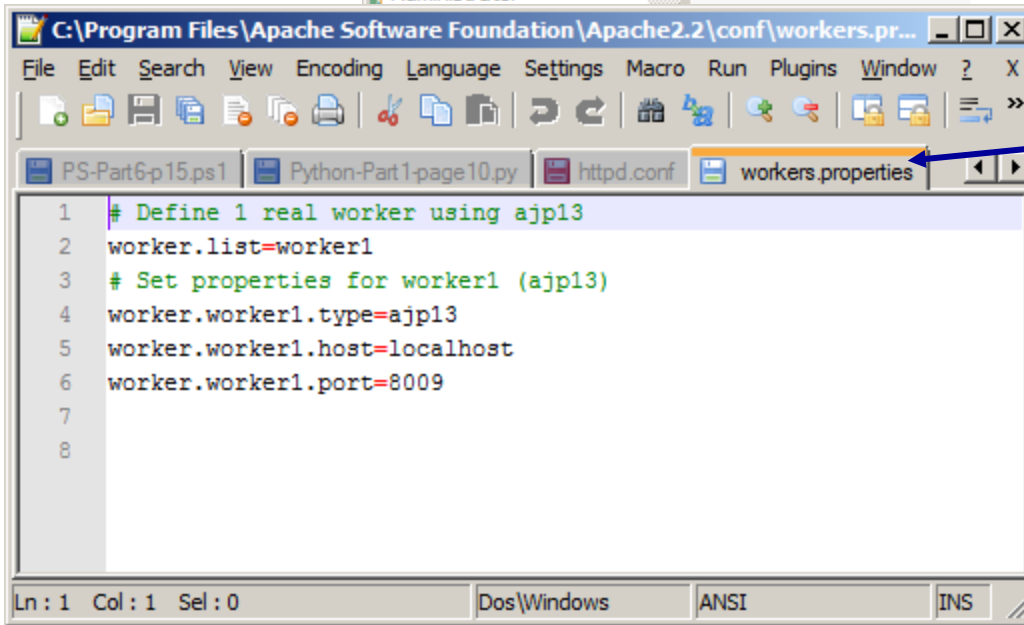 C:\Program Files\Apache Software Foundation\Apache2.2\conf\workers.pr...
File Edit Search View Encoding Language Settings Macro Run Plugins Window ? X
PS-Part6-p15.ps1 Python-Part1-page10.py httpd.conf workers.properties
1 # Define 1 real worker using ajp13
2 worker.list=worker1
3 # Set properties for worker1 (ajp13)
4 worker.worker1.type=ajp13
5 worker.worker1.host=localhost
6 worker.worker1.port=8009
7
8
Ln : 1 Col : 1 Sel : 0 Dos\Windows ANSI INS